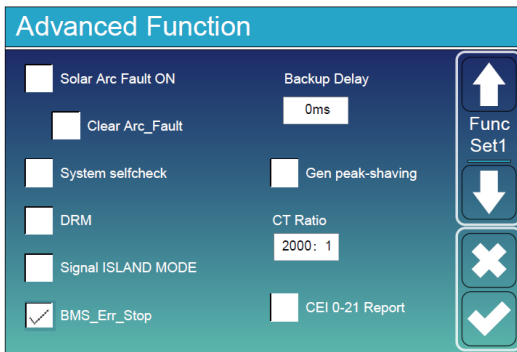 Advanced Function
Solar Arc Fault ON
Backup Delay
0ms
Clear Arc_Fault
Func
Set1
System selfcheck
Gen peak-shaving
DRM
CT Ratio
2000: 1
Signal ISLAND MODE
BMS_Err_Stop
CEI 0-21 Report